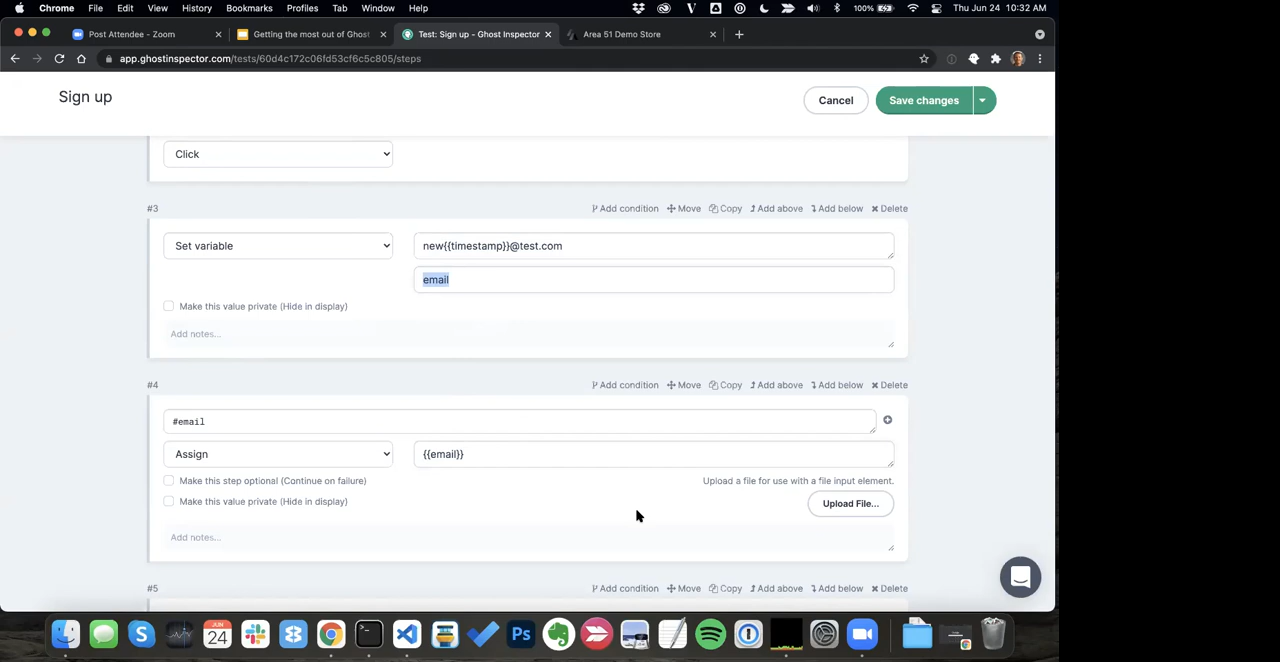 Chrome File Edit View History Bookmarks Profiles Tab Window Help 100% Thu Jun 24 10:32 AM
Post Attendee - Zoom
Getting the most out of Ghost
Test: Sign up - Ghost Inspector
Area 51 Demo Store
app.ghostinspector.com/tests/60d4c172c06fd53cf6c5c805/steps
Sign up
Cancel
Save changes
Click
#3
Add condition Move Copy Add above Add below Delete
Set variable
new{{timestamp}}@test.com
email
Make this value private (Hide in display)
Add notes...
#4
Add condition Move Copy Add above Add below Delete
#email
Assign
{{email}}
Make this step optional (Continue on failure)
Upload a file for use with a file input element.
Make this value private (Hide in display)
Upload File...
Add notes...
#5
Add condition Move Copy Add above Add below Delete
JUN
24
Ps